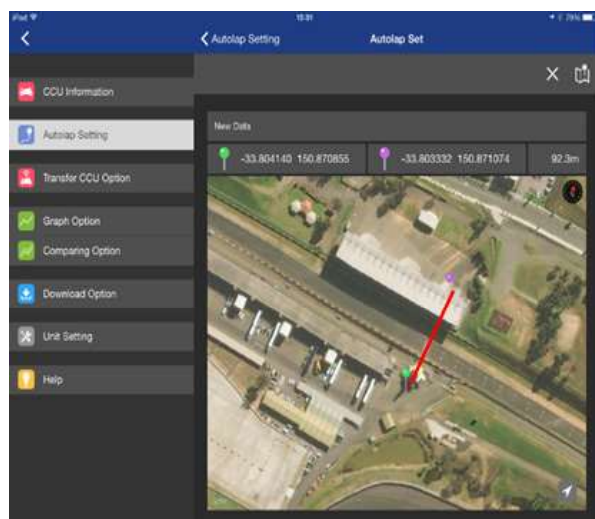 iPad
15:31
79%
Autolap Setting
Autolap Set
CCU Information
Autolap Setting
Transfer CCU Option
Graph Option
Comparing Option
Download Option
Unit Setting
Help
New Data
-33.804140 150.870855
-33.803332 150.871074
92.3m